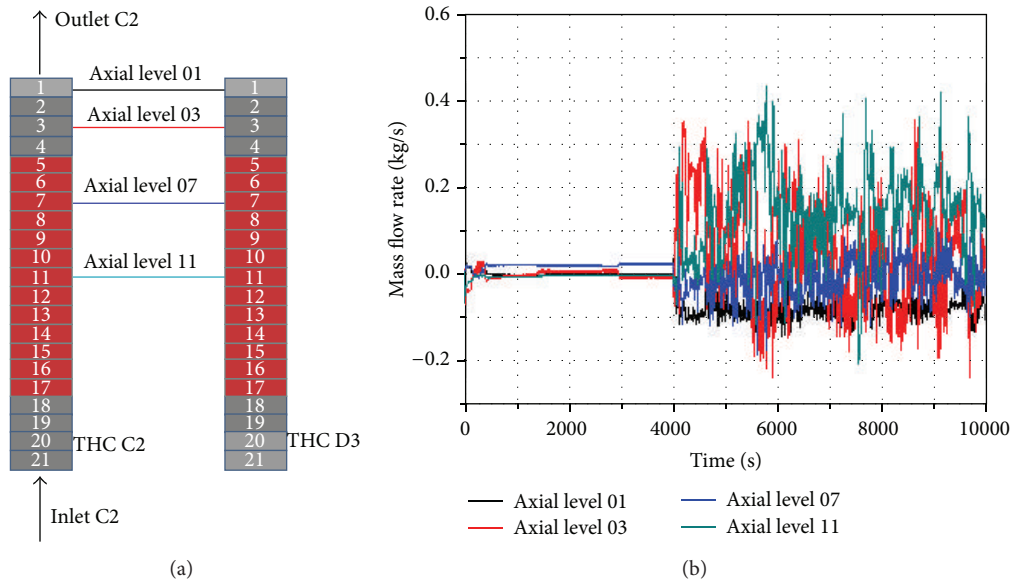 Outlet C2
Axial level 01
1 1
2 2
Axial level 03
3 3
4 4
5 5
6 6
Axial level 07
7 7
8 8
9 9
10 10
Axial level 11
11 11
12 12
13 13
14 14
15 15
16 16
17 17
18 18
19 19
20 THC C2 20 THC D3
21 21
Inlet C2
(a)
Mass flow rate (kg/s)
0.6
0.4
0.2
0.0
−0.2
0 2000 4000 6000 8000 10000
Time (s)
Axial level 01 Axial level 07
Axial level 03 Axial level 11
(b)